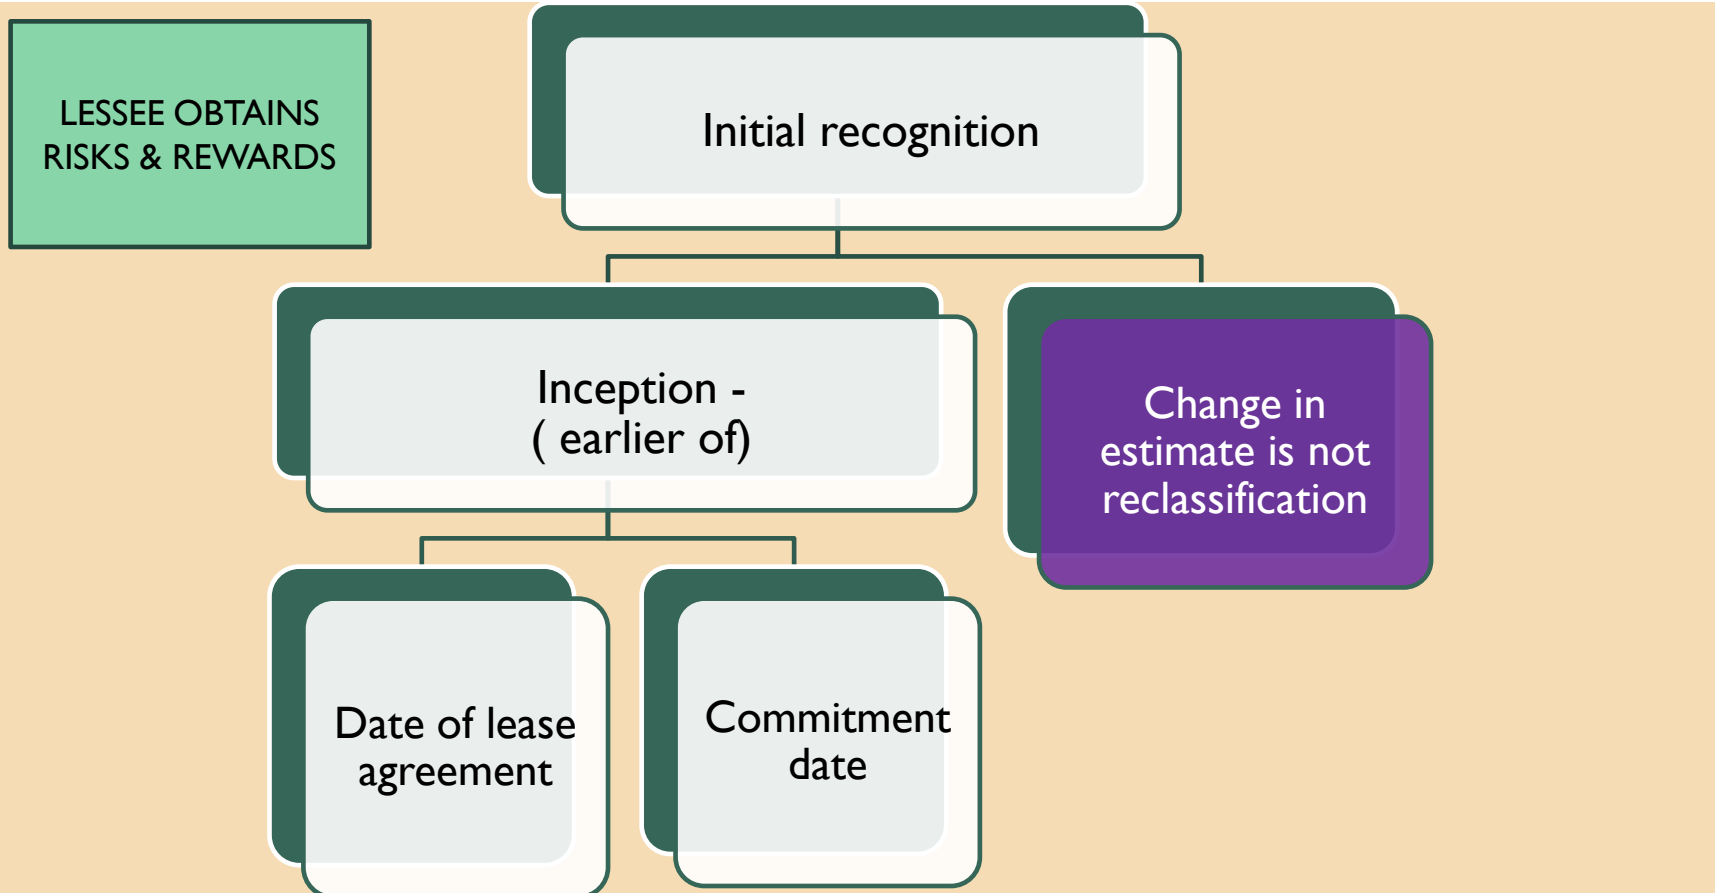 LESSEE OBTAINS
RISKS & REWARDS
Initial recognition
Inception -
( earlier of)
Change in
estimate is not
reclassification
Date of lease
agreement
Commitment
date